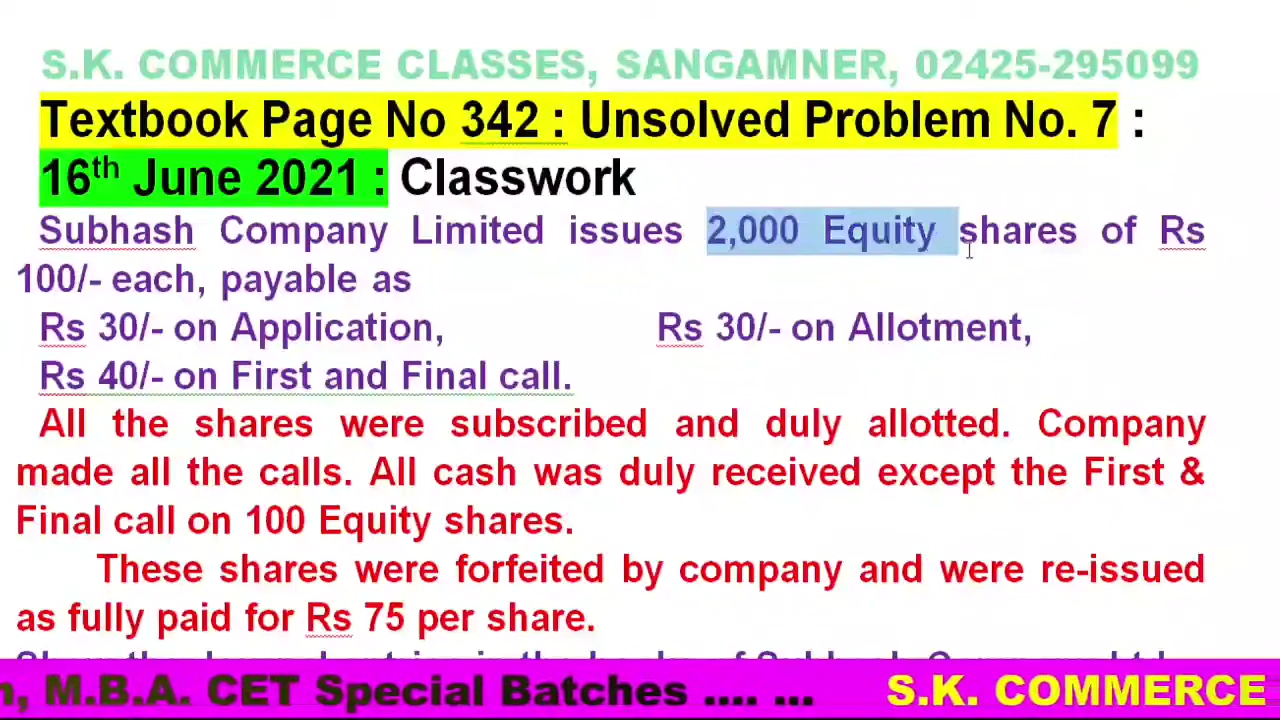 S.K. COMMERCE CLASSES, SANGAMNER, 02425-295099
Textbook Page No 342 : Unsolved Problem No. 7 :
16th June 2021 : Classwork
Subhash Company Limited issues 2,000 Equity shares of Rs
100/- each, payable as
Rs 30/- on Application, Rs 30/- on Allotment,
Rs 40/- on First and Final call.
All the shares were subscribed and duly allotted. Company
made all the calls. All cash was duly received except the First &
Final call on 100 Equity shares.
These shares were forfeited by company and were re-issued
as fully paid for Rs 75 per share.
M.B.A. CET Special Batches .... ... S.K. COMMERCE